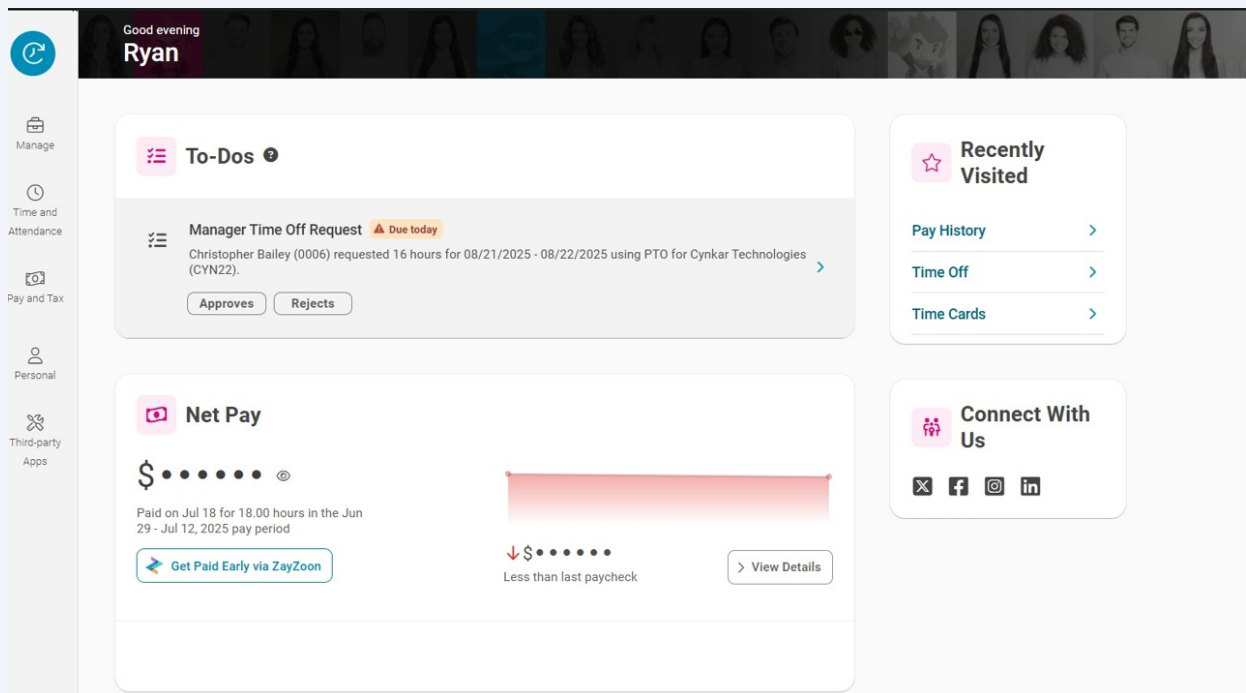 Good evening
Ryan
Manage
Time and
Attendance
Pay and Tax
Personal
Third-party
Apps
To-Dos ?
Manager Time Off Request Due today
Christopher Bailey (0006) requested 16 hours for 08/21/2025 - 08/22/2025 using PTO for Cynkar Technologies
(CYN22).
Approves Rejects
Net Pay
$••••••
Paid on Jul 18 for 18.00 hours in the Jun
29 - Jul 12, 2025 pay period
Get Paid Early via ZayZoon
$••••••
Less than last paycheck
View Details
Recently
Visited
Pay History
Time Off
Time Cards
Connect With
Us